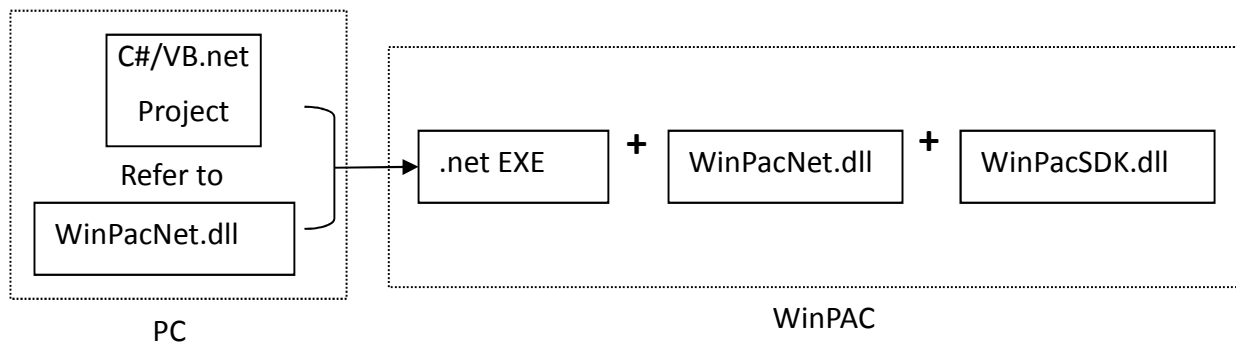 C#/VB.net
Project
Refer to
WinPacNet.dll
PC
.net EXE
+
WinPacNet.dll
+
WinPacSDK.dll
WinPAC